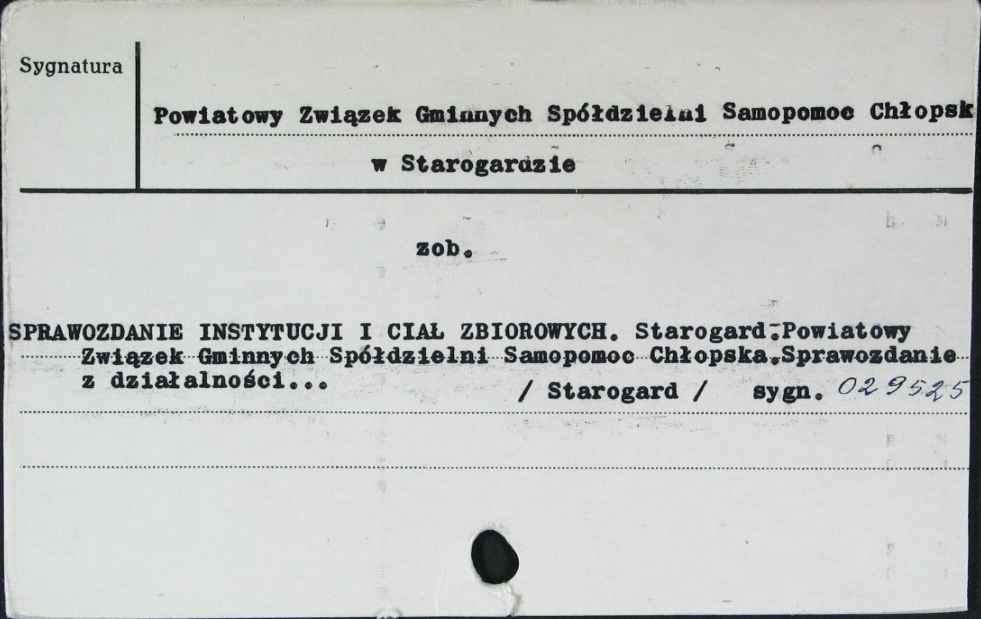 Sygnatura
Powiatowy Związek Gminnych Spółdzielni Samopomoc Chłopsk
w Starogardzie
zob.
SPRAWOZDANIE INSTYTUCJI I CIAŁ ZBIOROWYCH. Starogard.Powiatowy
Związek Gminnych Spółdzielni Samopomoc Chłopska.Sprawozdanie
z działalności...
/ Starogard / sygn. 029525